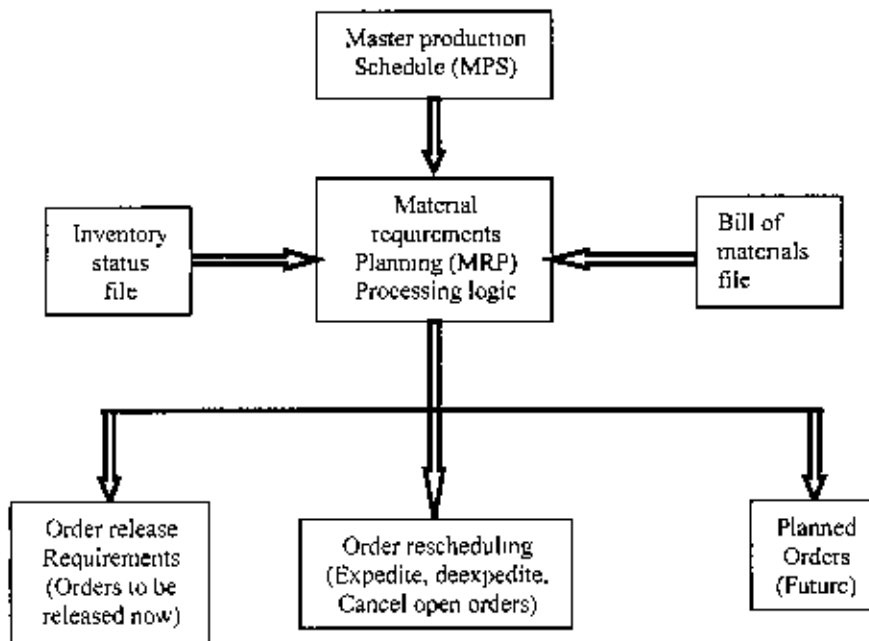 Master production
Schedule (MPS)
Inventory
status
file
Material
requirements
Planning (MRP)
Processing logic
Bill of
materials
file
Order release
Requirements
(Orders to be
released now)
Order rescheduling
(Expedite, deexpedite,
Cancel open orders)
Planned
Orders
(Future)